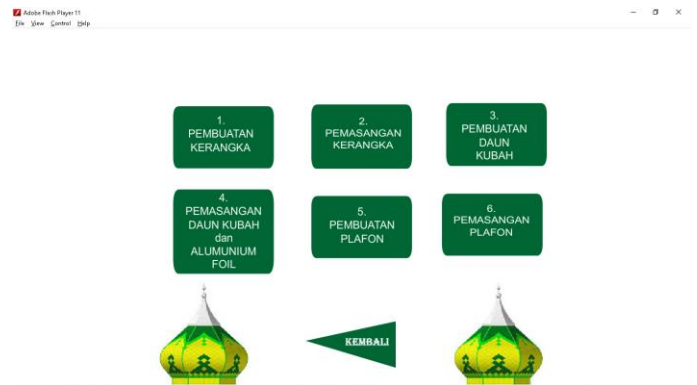 Adobe Flash Player 11
File View Control Help
1.
PEMBUATAN
KERANGKA
2.
PEMASANGAN
KERANGKA
3.
PEMBUATAN
DAUN
KUBAH
4.
PEMASANGAN
DAUN KUBAH
dan
ALUMUNIUM
FOIL
5.
PEMBUATAN
PLAFON
6.
PEMASANGAN
PLAFON
KEMBALI